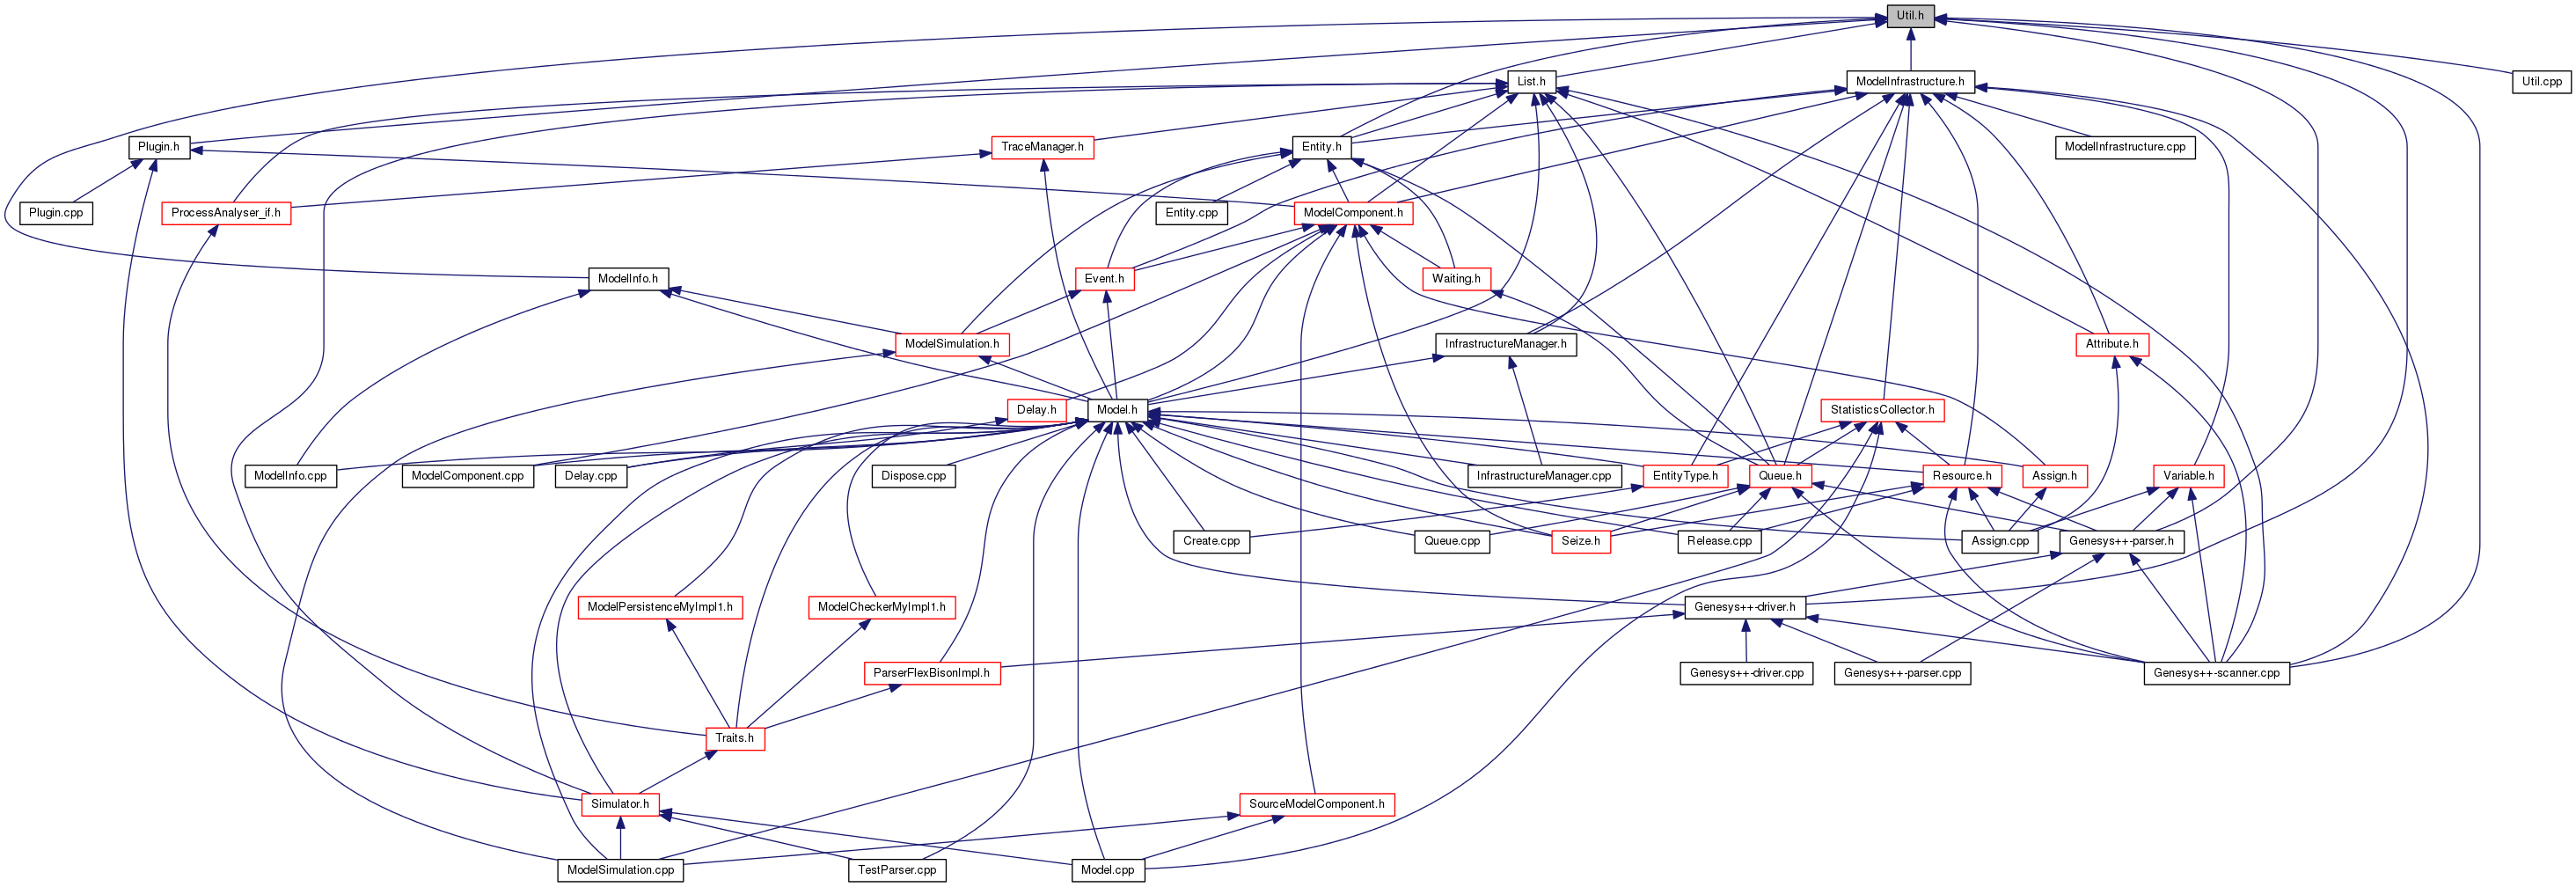 Util.h
List.h
ModelInfrastructure.h
Util.cpp
Plugin.h
TraceManager.h
Entity.h
ModelInfrastructure.cpp
Plugin.cpp
ProcessAnalyser_if.h
Entity.cpp
ModelComponent.h
ModelInfo.h
Event.h
Waiting.h
ModelSimulation.h
InfrastructureManager.h
Attribute.h
Delay.h
Model.h
StatisticsCollector.h
ModelInfo.cpp
ModelComponent.cpp
Delay.cpp
Dispose.cpp
InfrastructureManager.cpp
EntityType.h
Queue.h
Resource.h
Assign.h
Variable.h
Create.cpp
Queue.cpp
Seize.h
Release.cpp
Assign.cpp
Genesys++-parser.h
ModelPersistenceMyImpl1.h
ModelCheckerMyImpl1.h
Genesys++-driver.h
ParserFlexBisonImpl.h
Genesys++-driver.cpp
Genesys++-parser.cpp
Genesys++-scanner.cpp
Traits.h
Simulator.h
SourceModelComponent.h
ModelSimulation.cpp
TestParser.cpp
Model.cpp